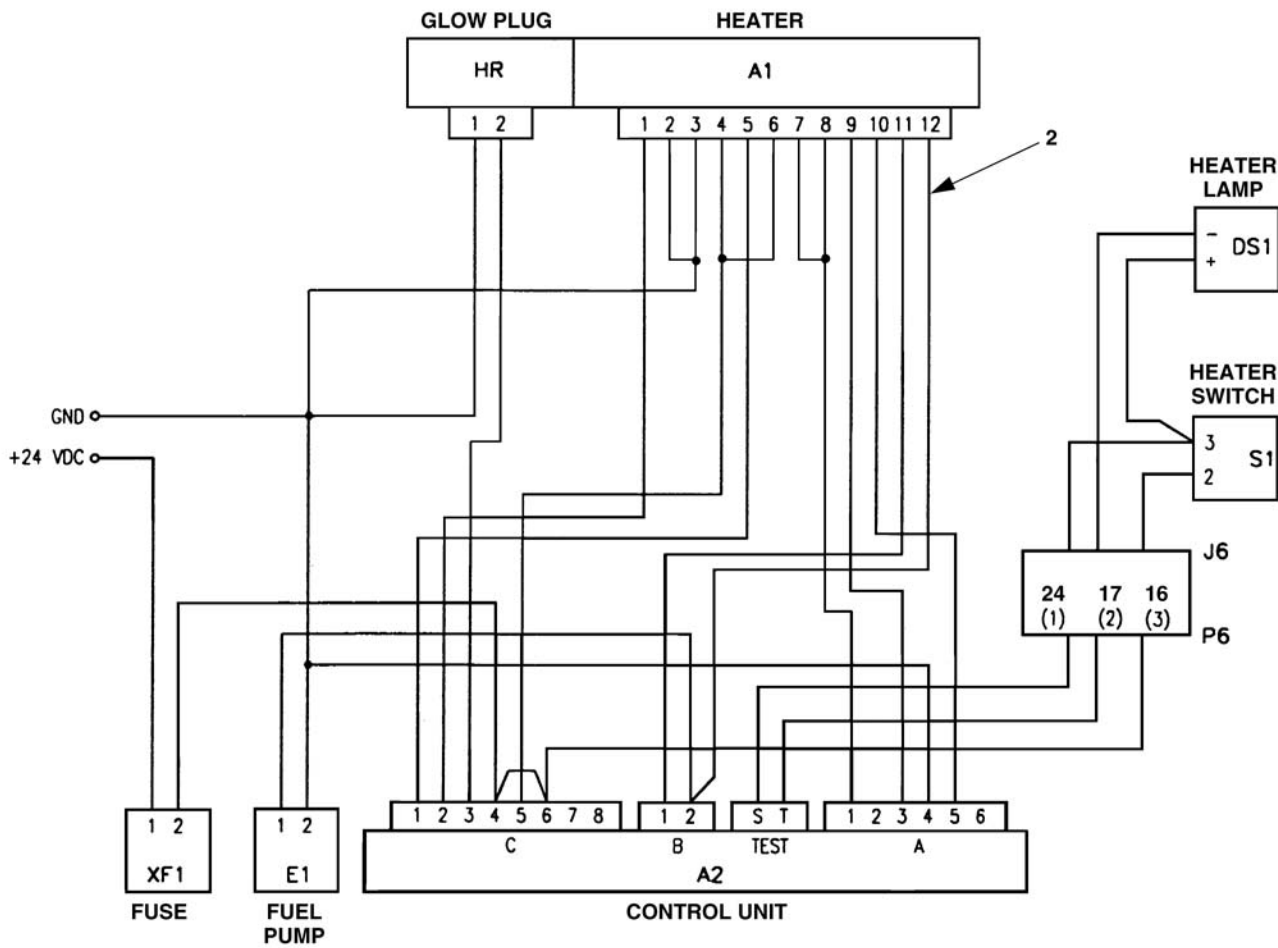 GLOW PLUG HEATER
HR A1
1 2 1 2 3 4 5 6 7 8 9 10 11 12
2
HEATER
LAMP
−
+
DS1
HEATER
SWITCH
3
2
S1
GND
+24 VDC
J6
24 17 16
(1) (2) (3)
P6
1 2
XF1
FUSE
1 2
E1
FUEL
PUMP
1 2 3 4 5 6 7 8
C
1 2
B
S T
TEST
1 2 3 4 5 6
A
A2
CONTROL UNIT